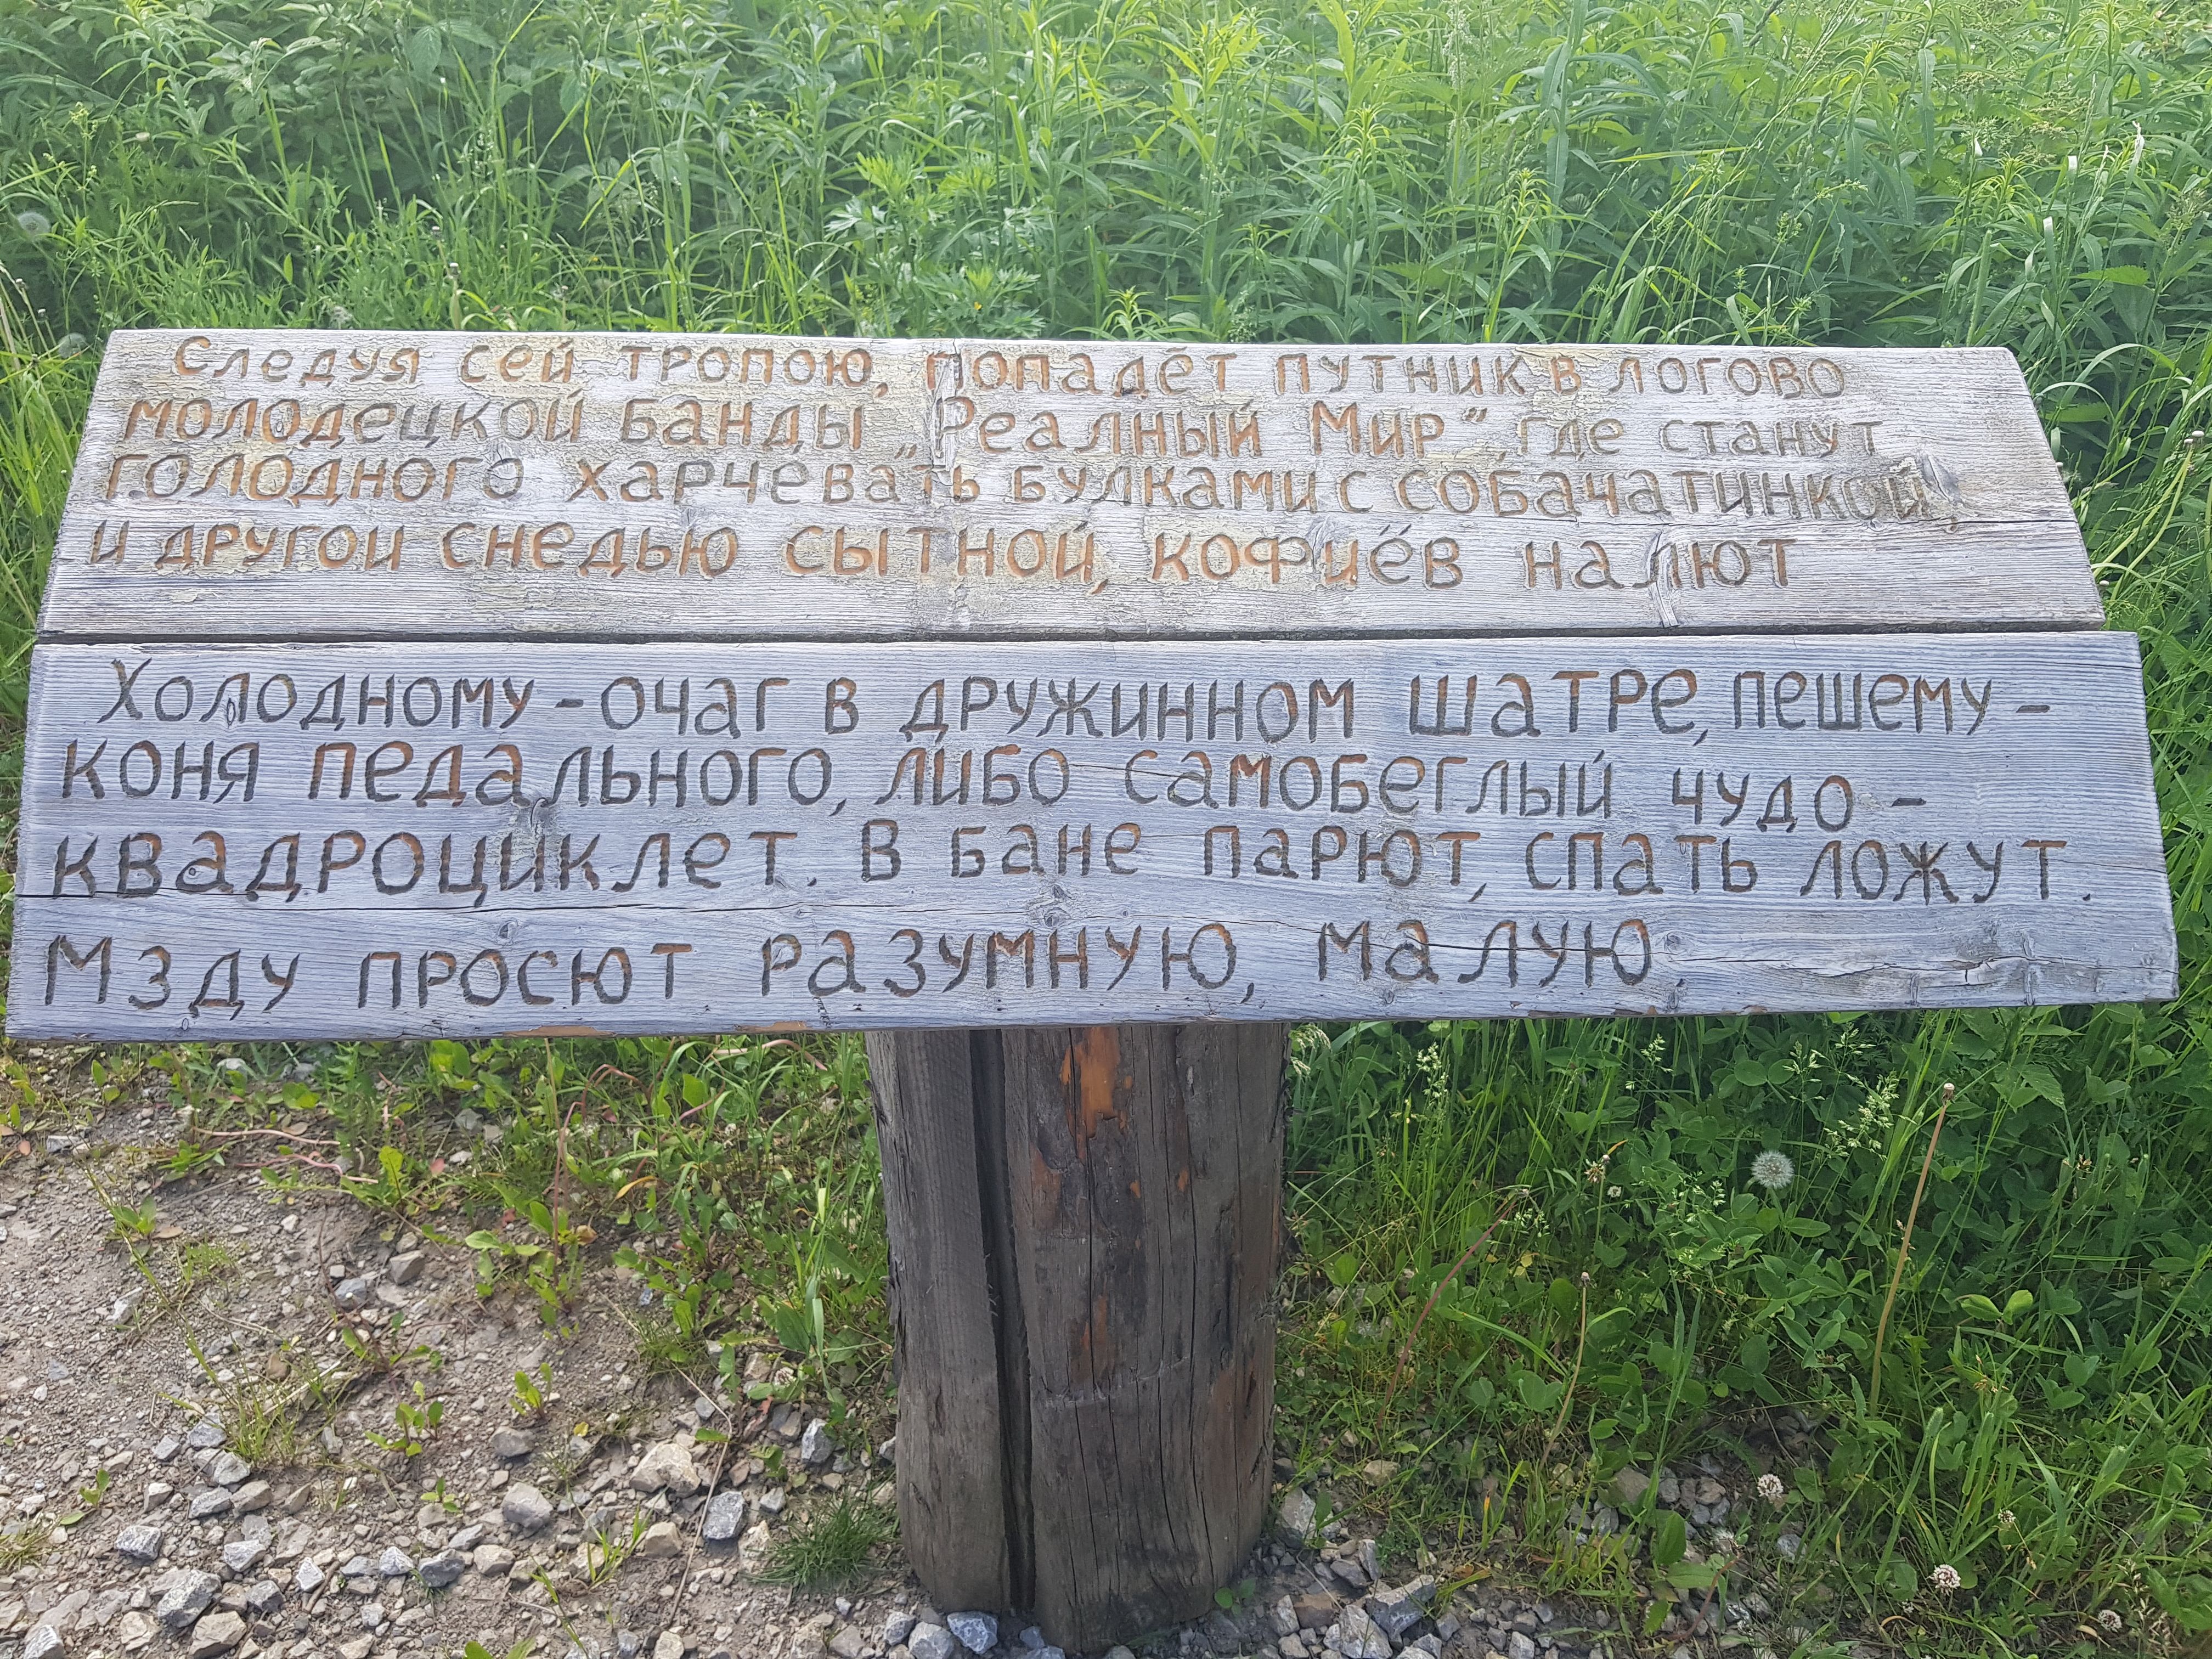 Следуя сей тропою, попадёт путник в логово
молодецкой банды „Реалный Мир", где станут
голодного харчевать булками с собачатинкой
и другой снедью сытной, кофиёв налют
Холодному - очаг в дружинном шатре, пешему -
коня педального, либо самобеглый чудо -
квадроциклет. В бане парют, спать ложут.
Мзду просют разумную, малую.